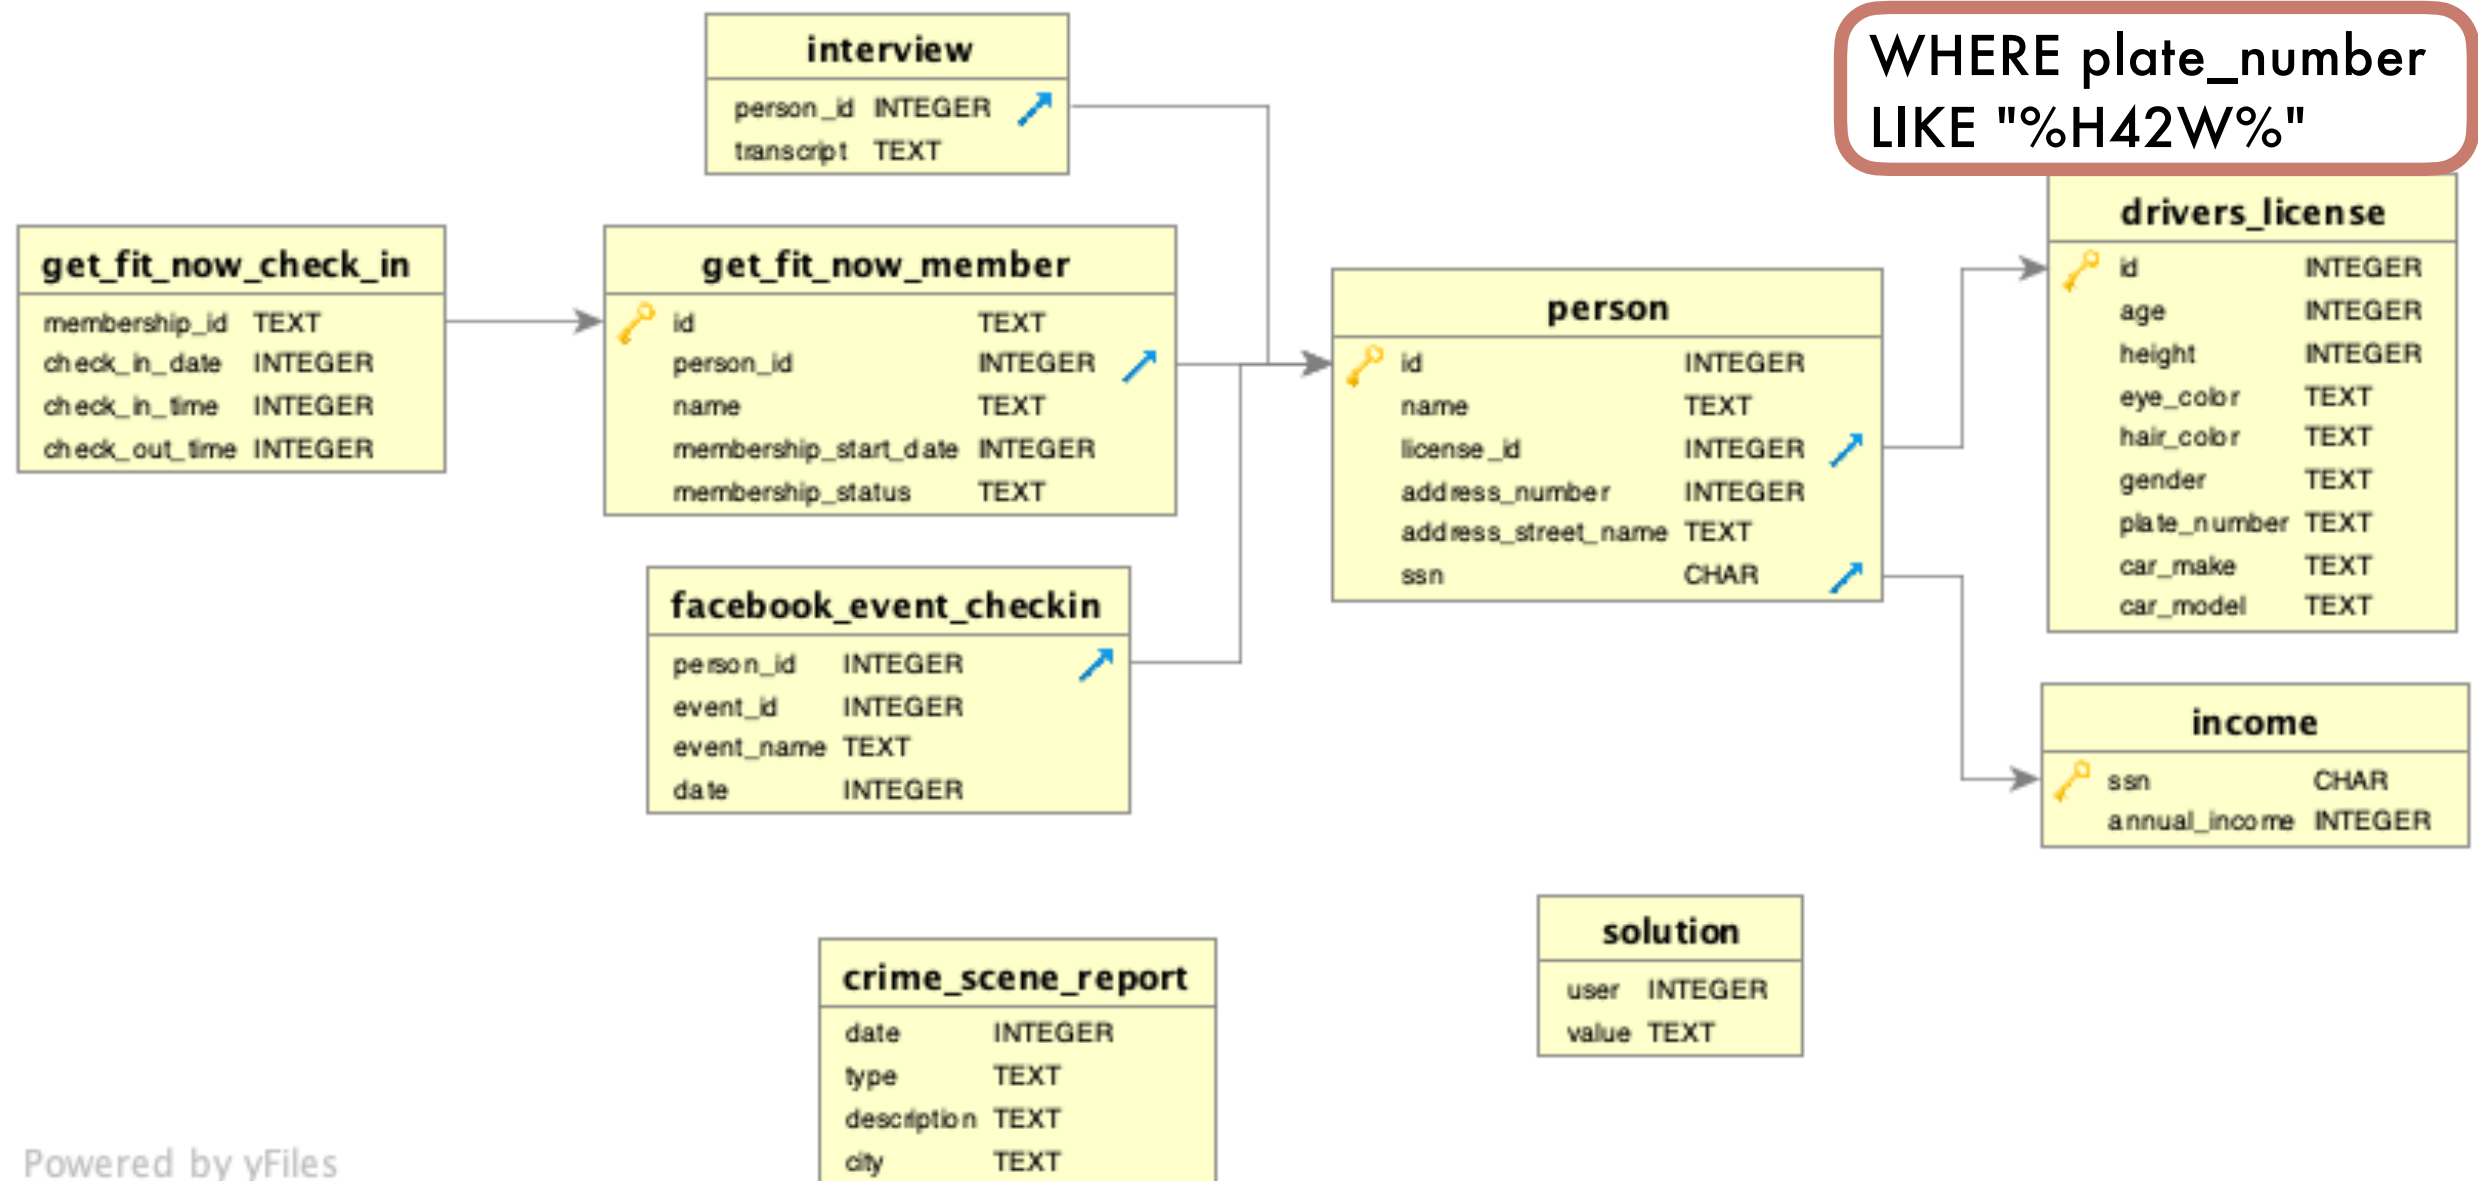 WHERE plate_number
LIKE "%H42W%"
interview
person_id INTEGER
transcript TEXT
get_fit_now_check_in
membership_id TEXT
check_in_date INTEGER
check_in_time INTEGER
check_out_time INTEGER
get_fit_now_member
id TEXT
person_id INTEGER
name TEXT
membership_start_date INTEGER
membership_status TEXT
facebook_event_checkin
person_id INTEGER
event_id INTEGER
event_name TEXT
date INTEGER
person
id INTEGER
name TEXT
license_id INTEGER
address_number INTEGER
address_street_name TEXT
ssn CHAR
drivers_license
id INTEGER
age INTEGER
height INTEGER
eye_color TEXT
hair_color TEXT
gender TEXT
plate_number TEXT
car_make TEXT
car_model TEXT
income
ssn CHAR
annual_income INTEGER
solution
user INTEGER
value TEXT
crime_scene_report
date INTEGER
type TEXT
description TEXT
city TEXT
Powered by yFiles